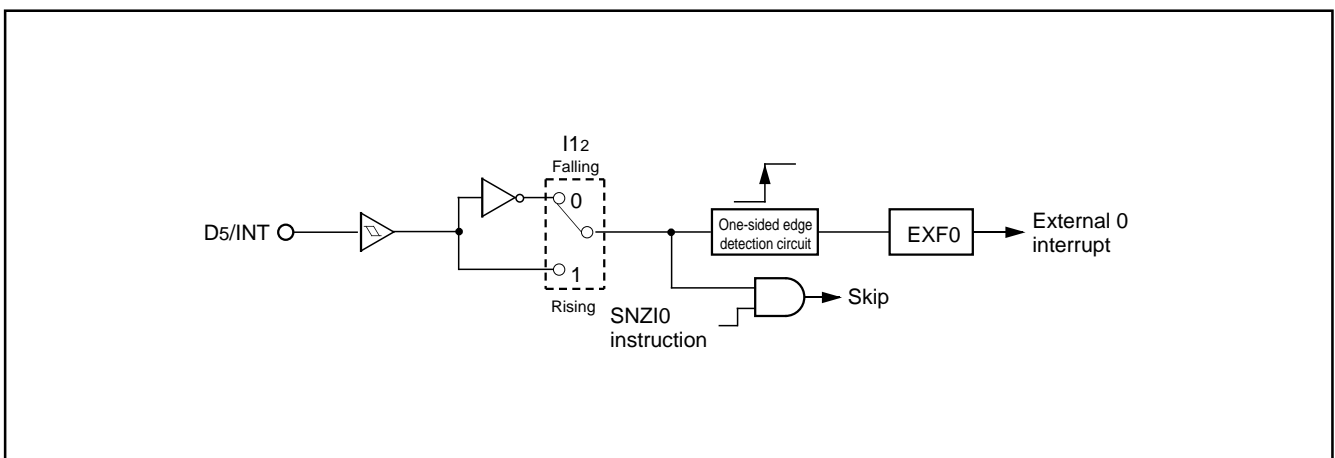 I12
Falling
0
D5/INT
1
Rising
One-sided edge
detection circuit
EXF0
External 0
interrupt
SNZI0
instruction
Skip